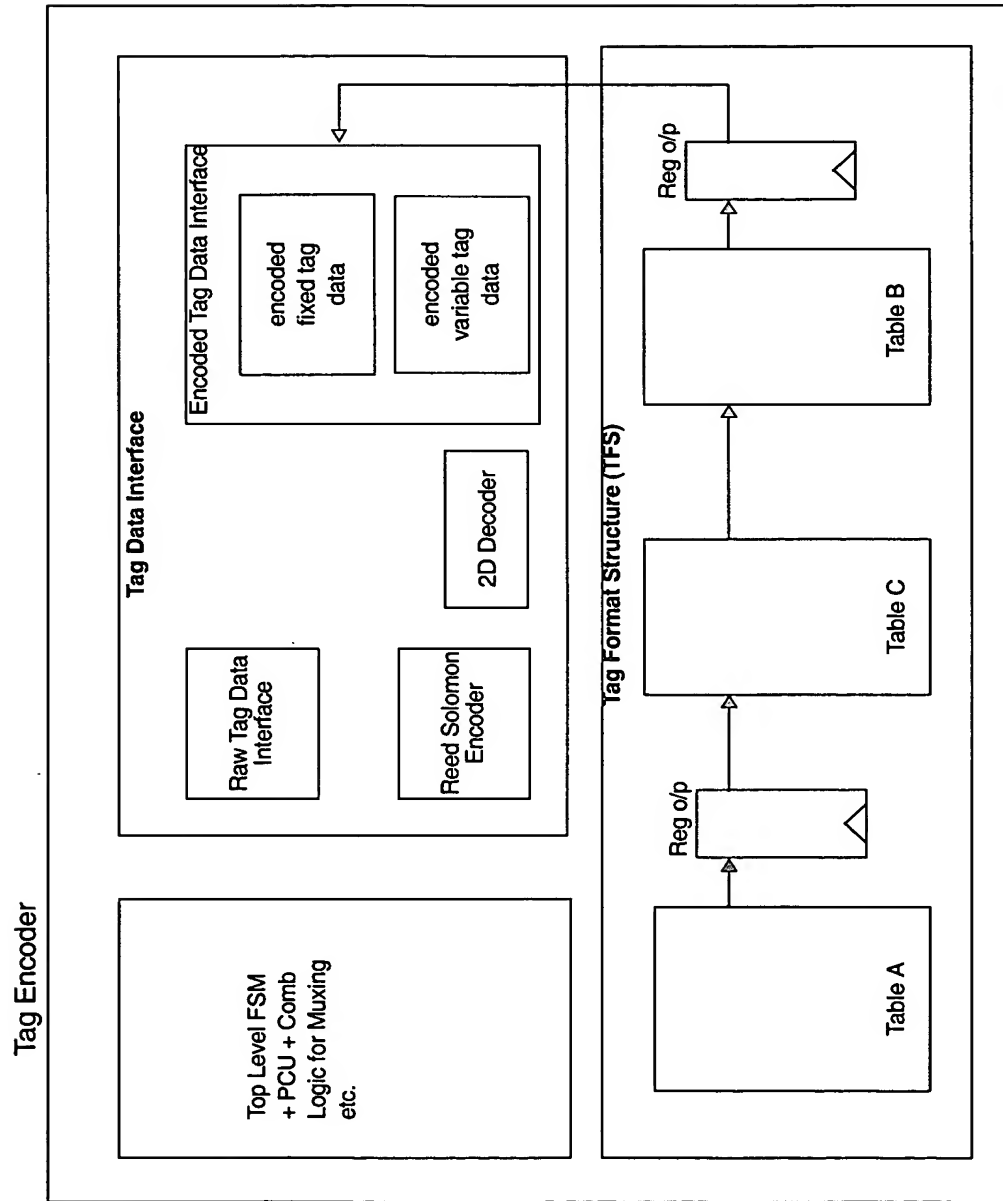 Tag Encoder
Top Level FSM
+ PCU + Comb
Logic for Muxing
etc.
Tag Data Interface
Raw Tag Data
Interface
Reed Solomon
Encoder
2D Decoder
Encoded Tag Data Interface
encoded
fixed tag
data
encoded
variable tag
data
Tag Format Structure (TFS)
Table A
Reg o/p
Table C
Table B
Reg o/p